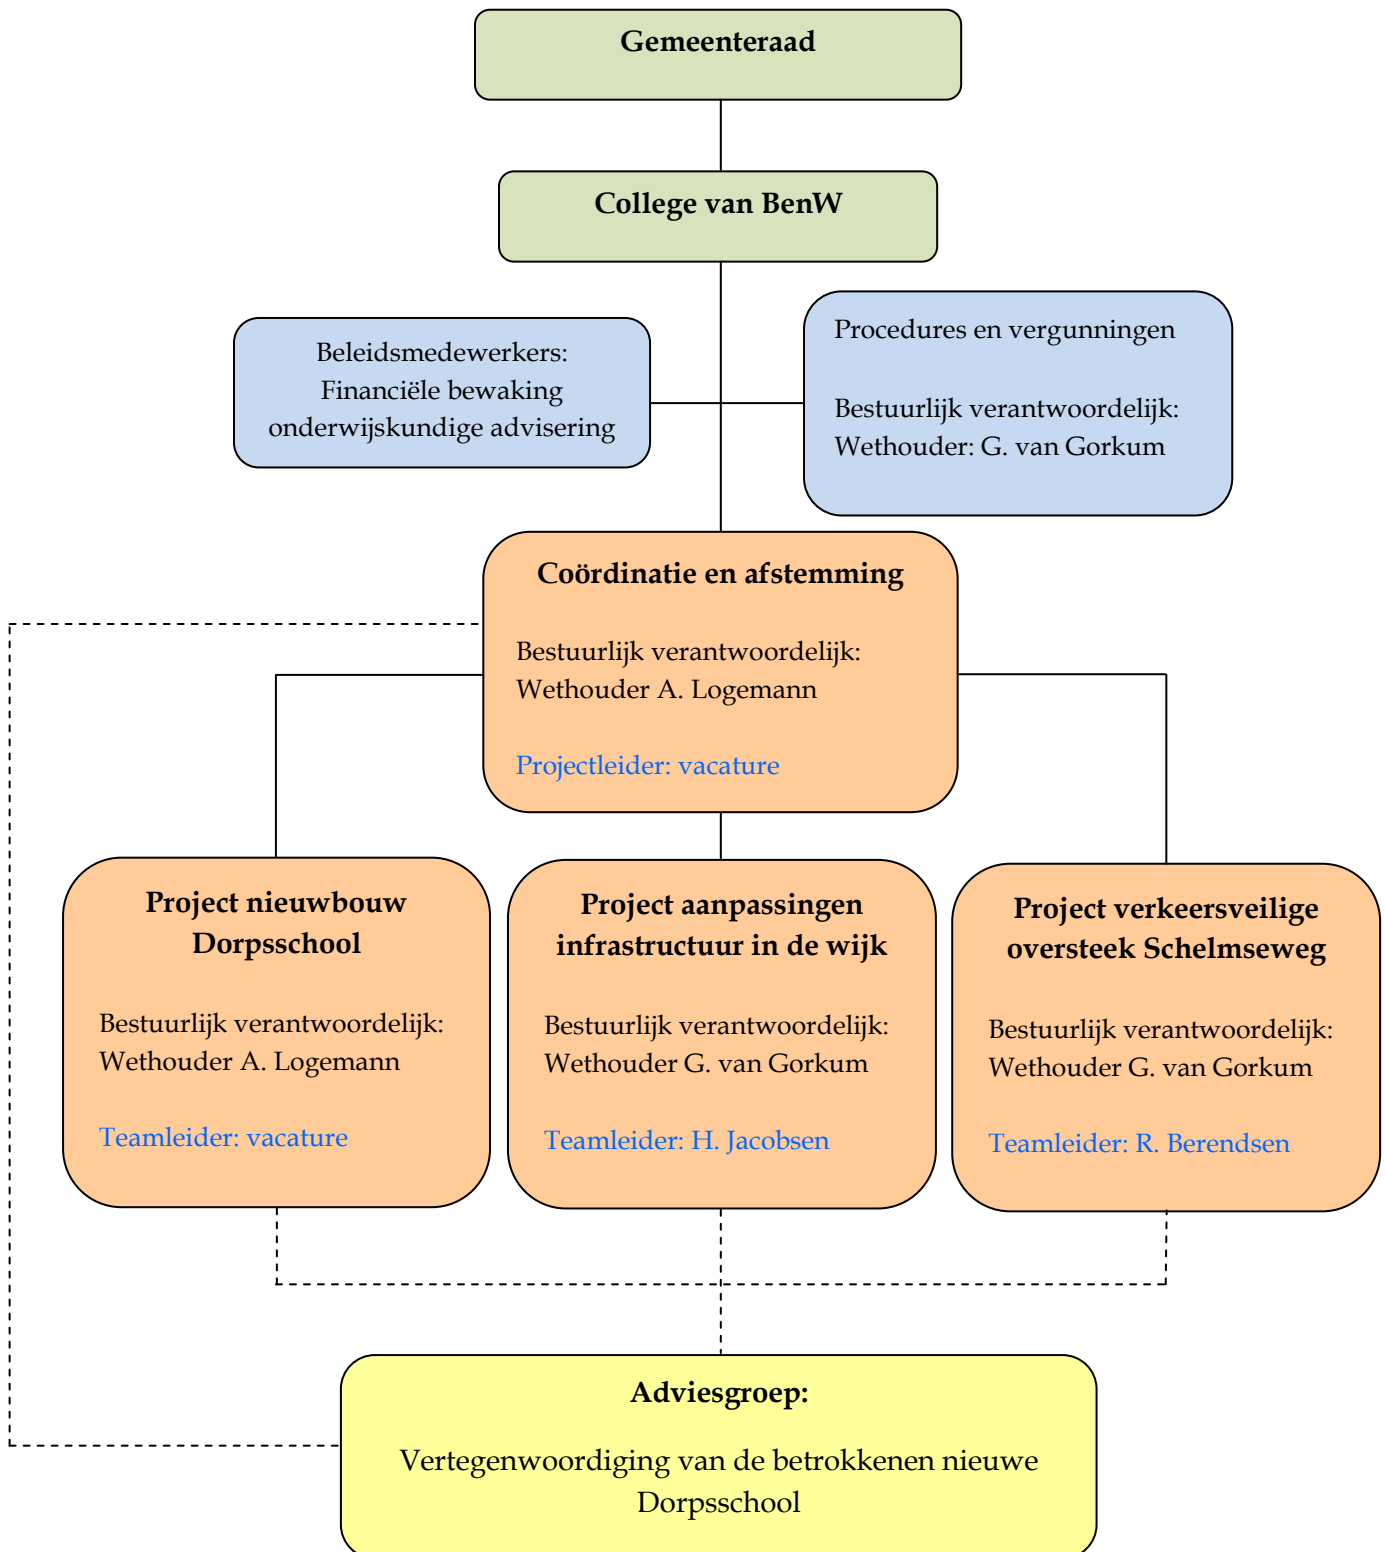 Gemeenteraad
College van BenW
Beleidsmedewerkers:
Financiële bewaking
onderwijskundige advisering
Procedures en vergunningen
Bestuurlijk verantwoordelijk:
Wethouder: G. van Gorkum
Coördinatie en afstemming
Bestuurlijk verantwoordelijk:
Wethouder A. Logemann
Projectleider: vacature
Project nieuwbouw
Dorpsschool
Bestuurlijk verantwoordelijk:
Wethouder A. Logemann
Teamleider: vacature
Project aanpassingen
infrastructuur in de wijk
Bestuurlijk verantwoordelijk:
Wethouder G. van Gorkum
Teamleider: H. Jacobsen
Project verkeersveilige
oversteek Schelmseweg
Bestuurlijk verantwoordelijk:
Wethouder G. van Gorkum
Teamleider: R. Berendsen
Adviesgroep:
Vertegenwoordiging van de betrokkenen nieuwe
Dorpsschool